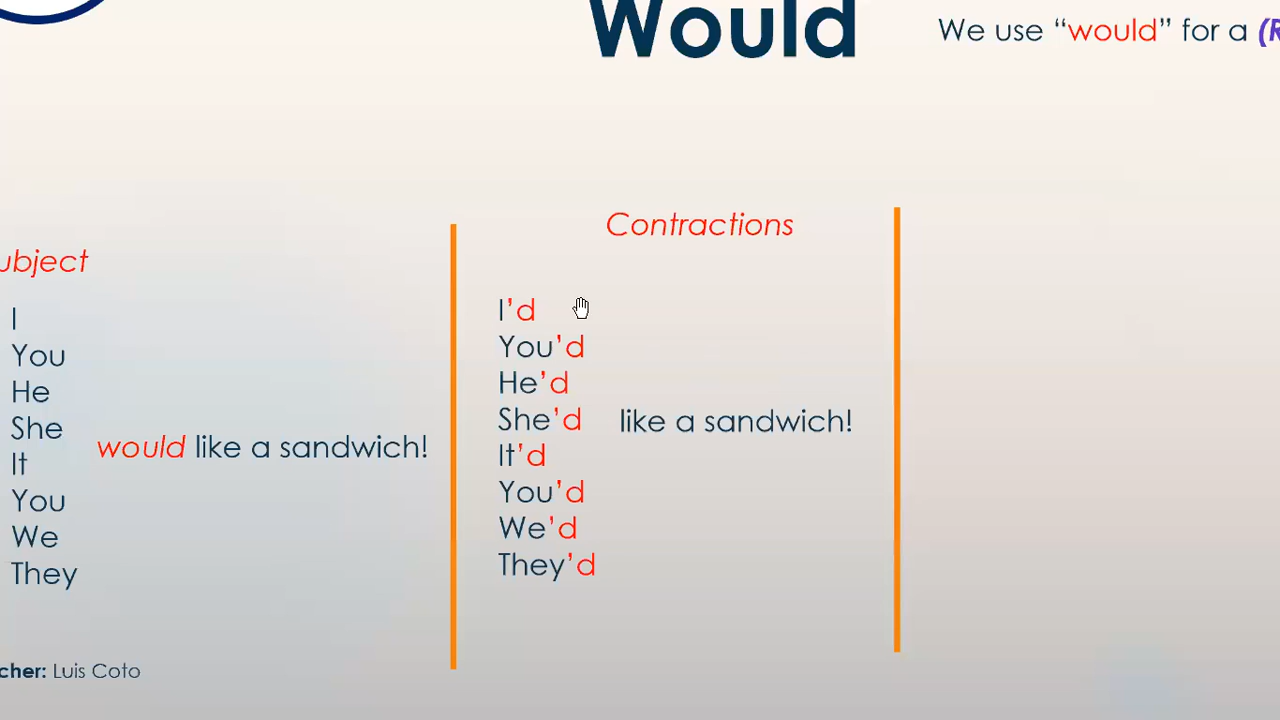 Would
We use “would” for a (R
ubject
I
You
He
She
It
You
We
They
would like a sandwich!
Contractions
I’d
You’d
He’d
She’d
It’d
You’d
We’d
They’d
like a sandwich!
cher: Luis Coto